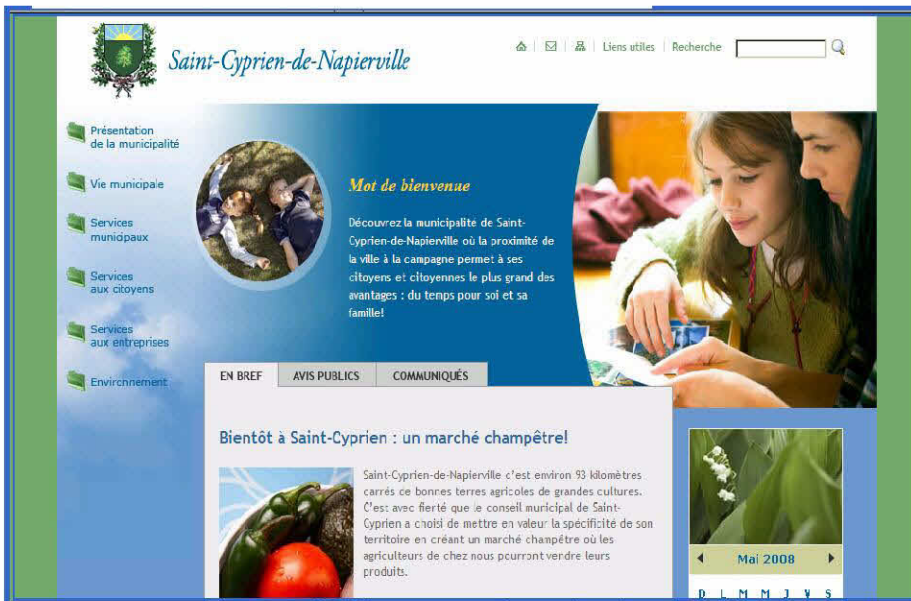 Saint-Cyprien-de-Napierville
Liens utiles
Recherche
Présentation
de la municipalité
Vie municipale
Services
municipaux
Services
aux citoyens
Services
aux entreprises
Environnement
Mot de bienvenue
Découvrez la municipalité de Saint-
Cyprien-de-Napierville où la proximité de
la ville à la campagne permet à ses
citoyens et citoyennes le plus grand des
avantages : du temps pour soi et sa
famille!
EN BREF
AVIS PUBLICS
COMMUNIQUÉS
Bientôt à Saint-Cyprien : un marché champêtre!
Saint-Cyprien-de-Napierville c'est environ 93 kilomètres
carrés de bonnes terres agricoles de grandes cultures.
C'est avec fierté que le conseil municipal de Saint-
Cyprien a choisi de mettre en valeur la spécificité de son
territoire en créant un marché champêtre où les
agriculteurs de chez nous pourront vendre leurs
produits.
Mai 2008
D L M M J V S